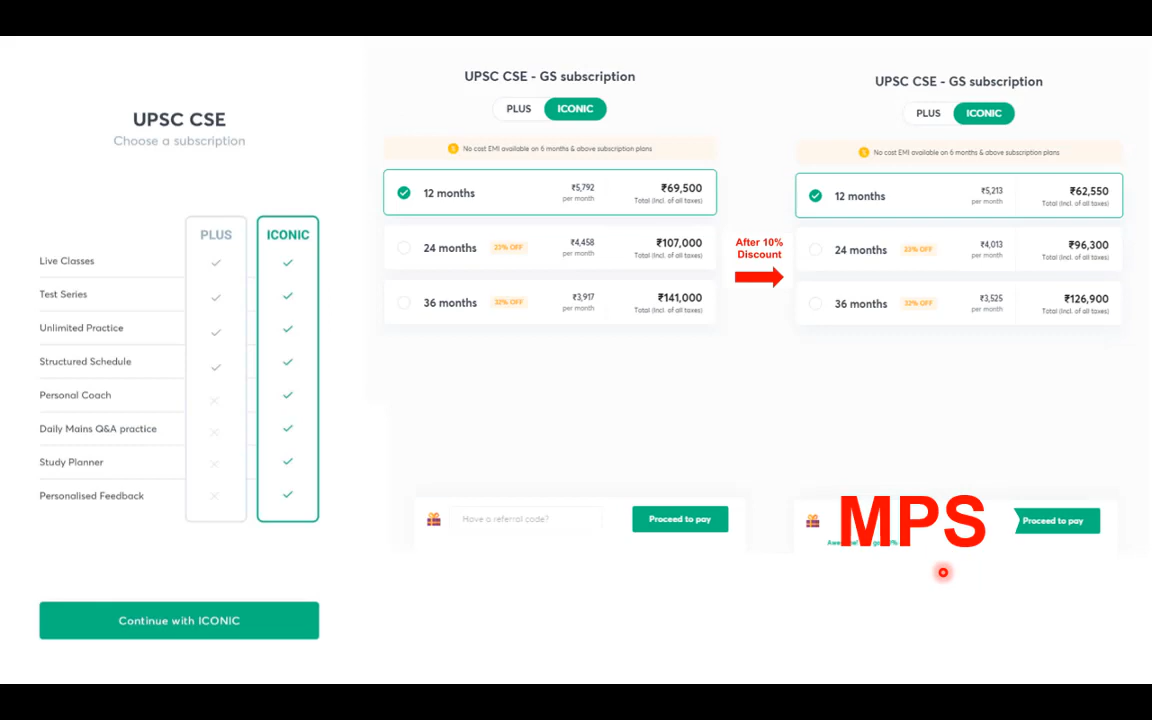 UPSC CSE
Choose a subscription
PLUS ICONIC
Live Classes
Test Series
Unlimited Practice
Structured Schedule
Personal Coach
Daily Mains Q&A practice
Study Planner
Personalised Feedback
Continue with ICONIC
UPSC CSE - GS subscription
PLUS ICONIC
No cost EMI available on 6 months & above subscription plans
12 months ₹5,792 ₹69,500
per month Total (Incl. of all taxes)
24 months 23% OFF ₹4,458 ₹107,000
per month Total (Incl. of all taxes)
36 months 32% OFF ₹3,917 ₹141,000
per month Total (Incl. of all taxes)
Have a referral code? Proceed to pay
After 10%
Discount
UPSC CSE - GS subscription
PLUS ICONIC
No cost EMI available on 6 months & above subscription plans
12 months ₹5,213 ₹62,550
per month Total (Incl. of all taxes)
24 months 23% OFF ₹4,013 ₹96,300
per month Total (Incl. of all taxes)
36 months 32% OFF ₹3,525 ₹126,900
per month Total (Incl. of all taxes)
MPS Proceed to pay